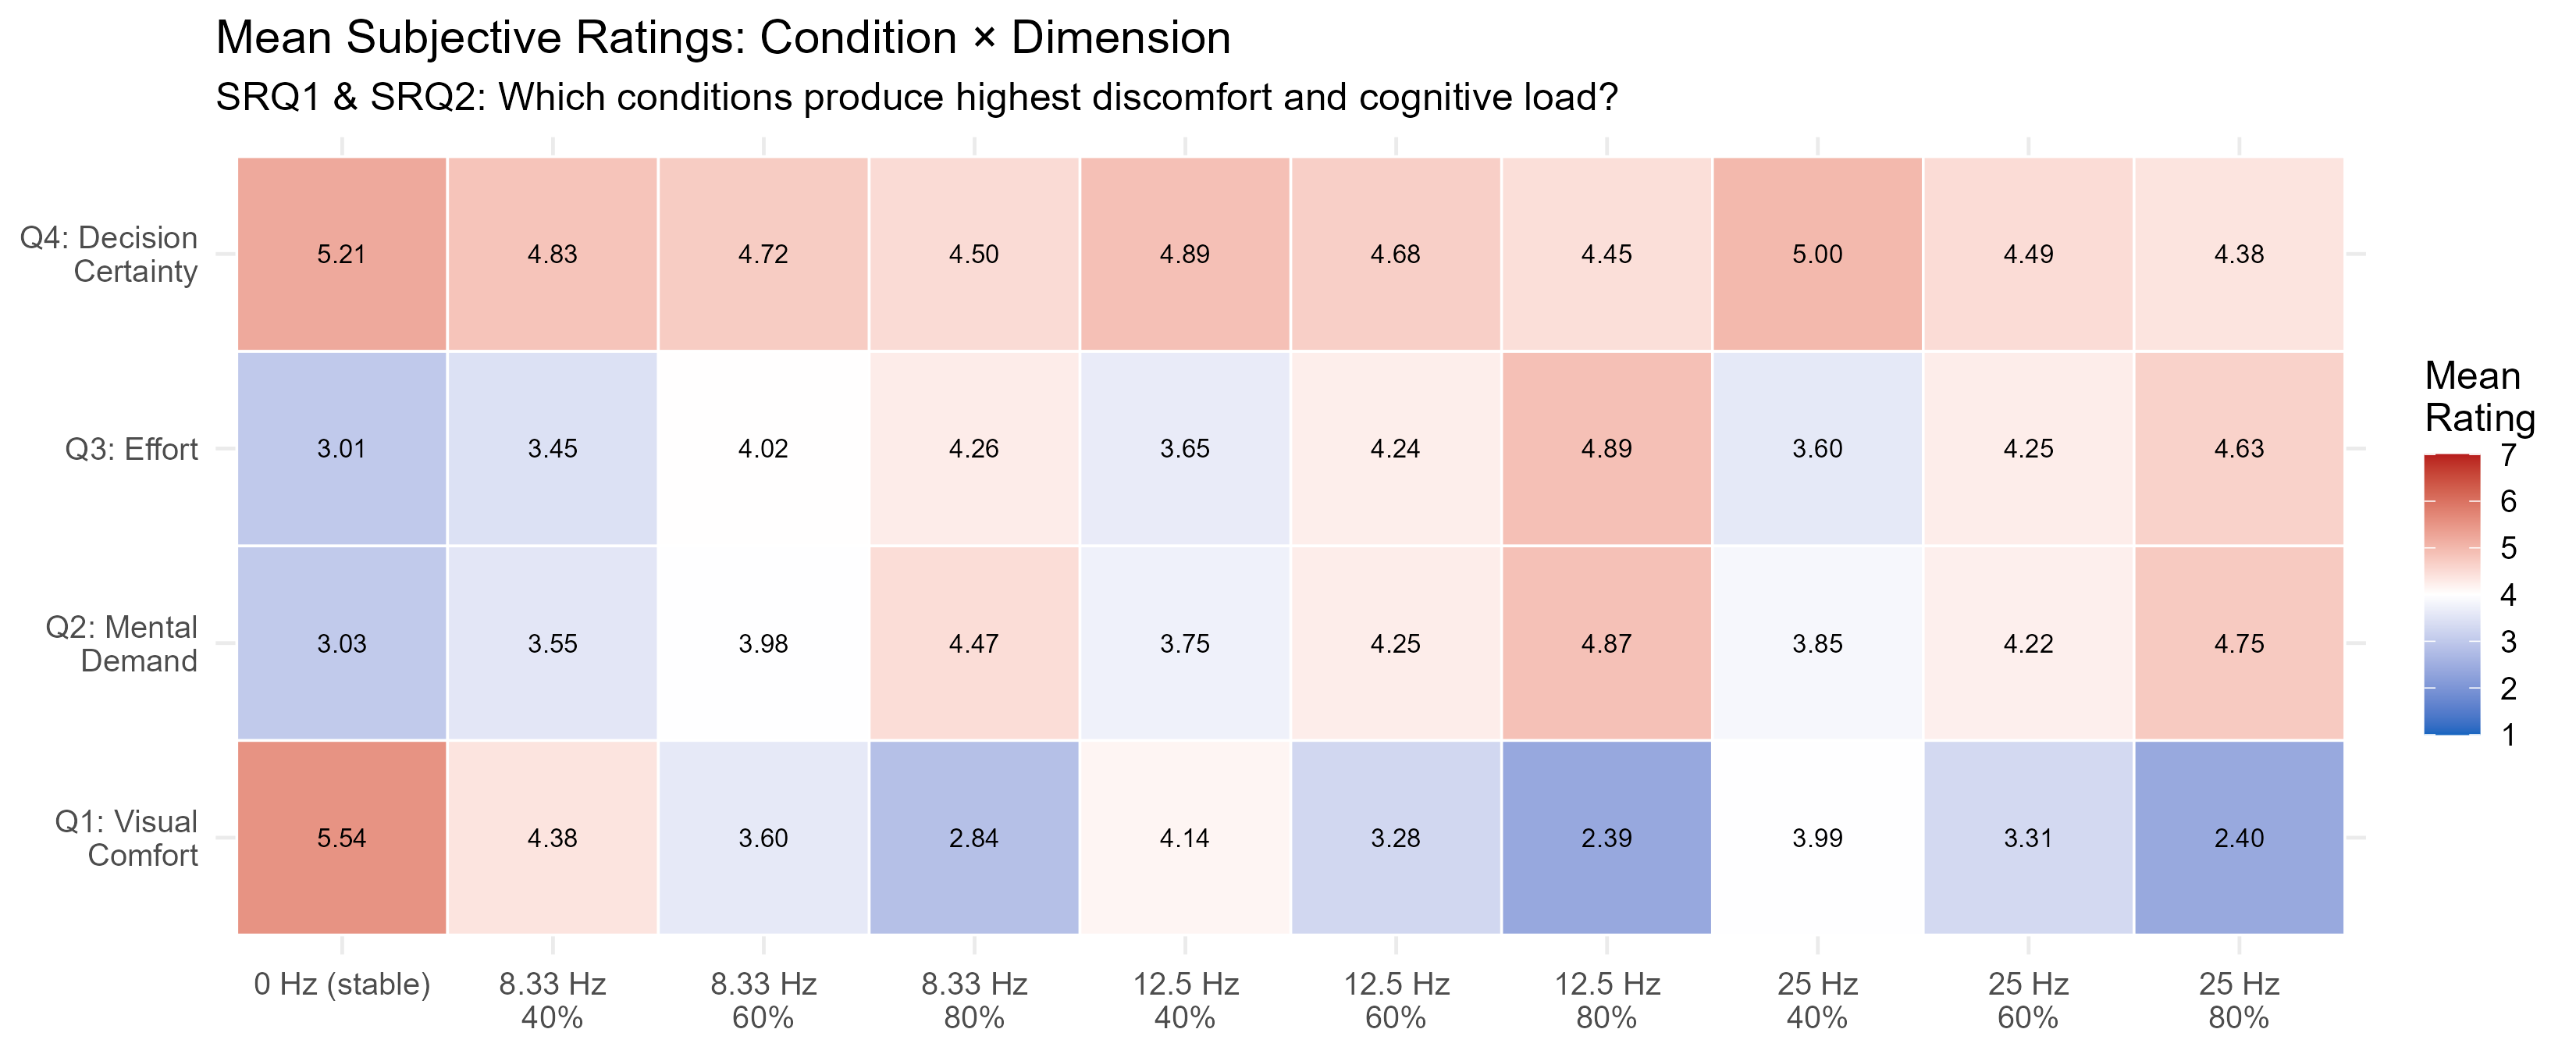 Mean Subjective Ratings: Condition × Dimension
SRQ1 & SRQ2: Which conditions produce highest discomfort and cognitive load?
Q4: Decision
Certainty
5.21 4.83 4.72 4.50 4.89 4.68 4.45 5.00 4.49 4.38
Q3: Effort
3.01 3.45 4.02 4.26 3.65 4.24 4.89 3.60 4.25 4.63
Q2: Mental
Demand
3.03 3.55 3.98 4.47 3.75 4.25 4.87 3.85 4.22 4.75
Q1: Visual
Comfort
5.54 4.38 3.60 2.84 4.14 3.28 2.39 3.99 3.31 2.40
0 Hz (stable) 8.33 Hz 8.33 Hz 8.33 Hz 12.5 Hz 12.5 Hz 12.5 Hz 25 Hz 25 Hz 25 Hz
40% 60% 80% 40% 60% 80% 40% 60% 80%
Mean
Rating
7
6
5
4
3
2
1